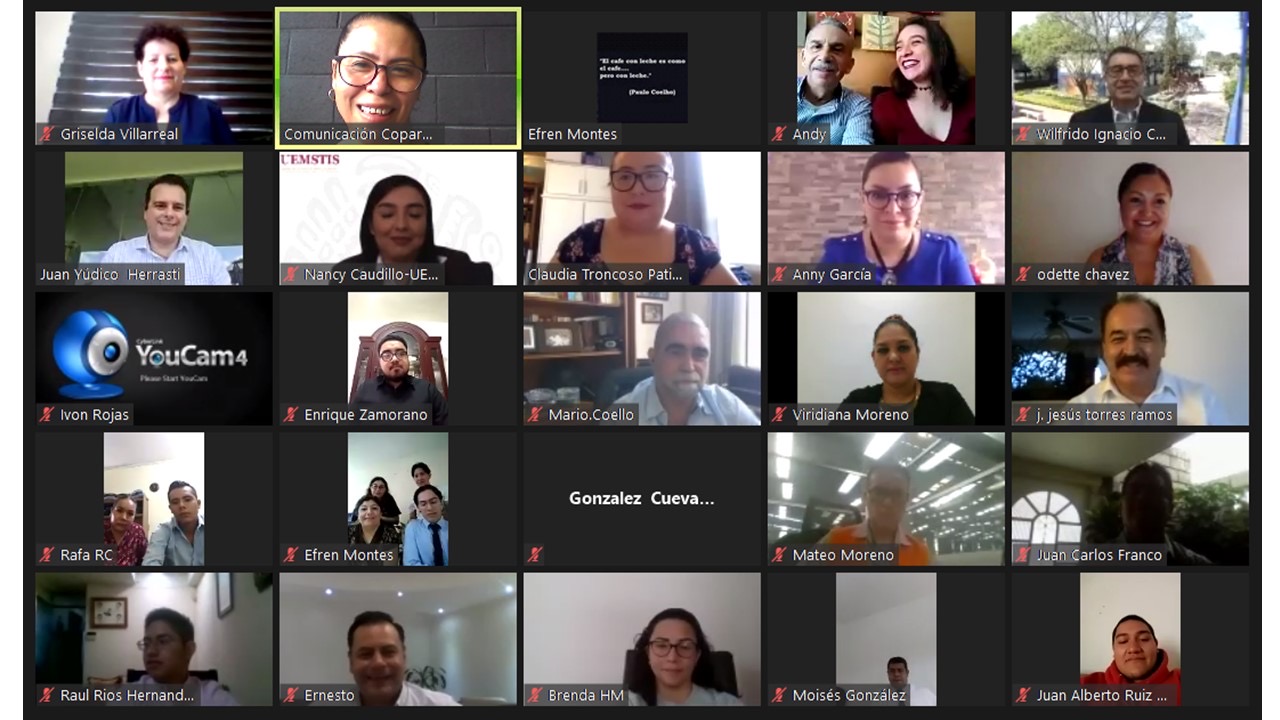 Griselda Villarreal
Comunicación Copar...
"El cafe con leche es como
el cafe....
pero con leche."
(Paulo Coelho)
Efren Montes
Andy
Wilfrido Ignacio C...
Juan Yúdico Herrasti
UEMSTIS
Nancy Caudillo-UE...
Claudia Troncoso Pati...
Anny García
odette chavez
CyberLink
YouCam4
Please Start YouCam
Ivon Rojas
Enrique Zamorano
Mario.Coello
Viridiana Moreno
j. jesús torres ramos
Rafa RC
Efren Montes
Gonzalez Cueva...
Mateo Moreno
Juan Carlos Franco
Raul Rios Hernand...
Ernesto
Brenda HM
Moisés González
Juan Alberto Ruiz ...